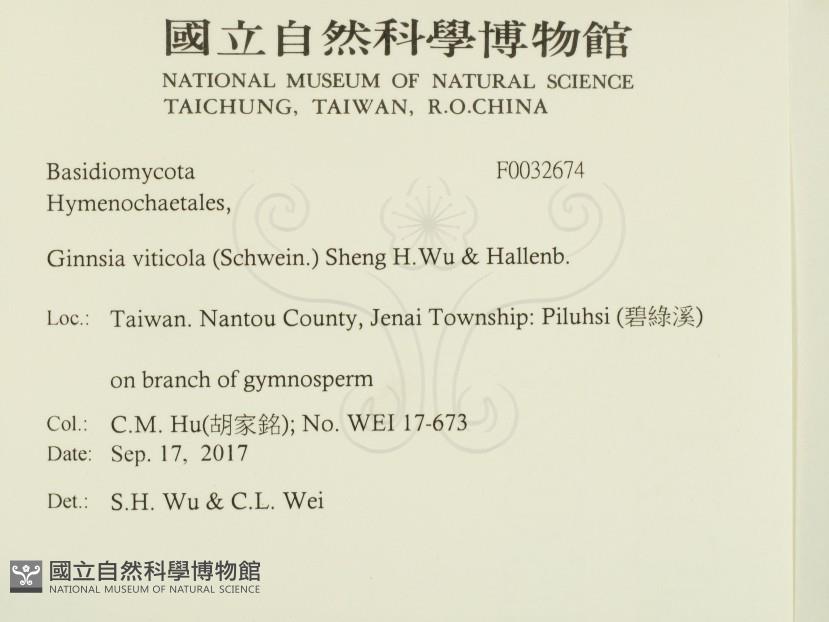 國立自然科學博物館
NATIONAL MUSEUM OF NATURAL SCIENCE
TAICHUNG, TAIWAN, R.O.CHINA
Basidiomycota F0032674
Hymenochaetales,
Ginnsia viticola (Schwein.) Sheng H.Wu & Hallenb.
Loc.: Taiwan. Nantou County, Jenai Township: Piluhsi (碧綠溪)
on branch of gymnosperm
Col.: C.M. Hu(胡家銘); No. WEI 17-673
Date: Sep. 17, 2017
Det.: S.H. Wu & C.L. Wei
國立自然科學博物館
NATIONAL MUSEUM OF NATURAL SCIENCE